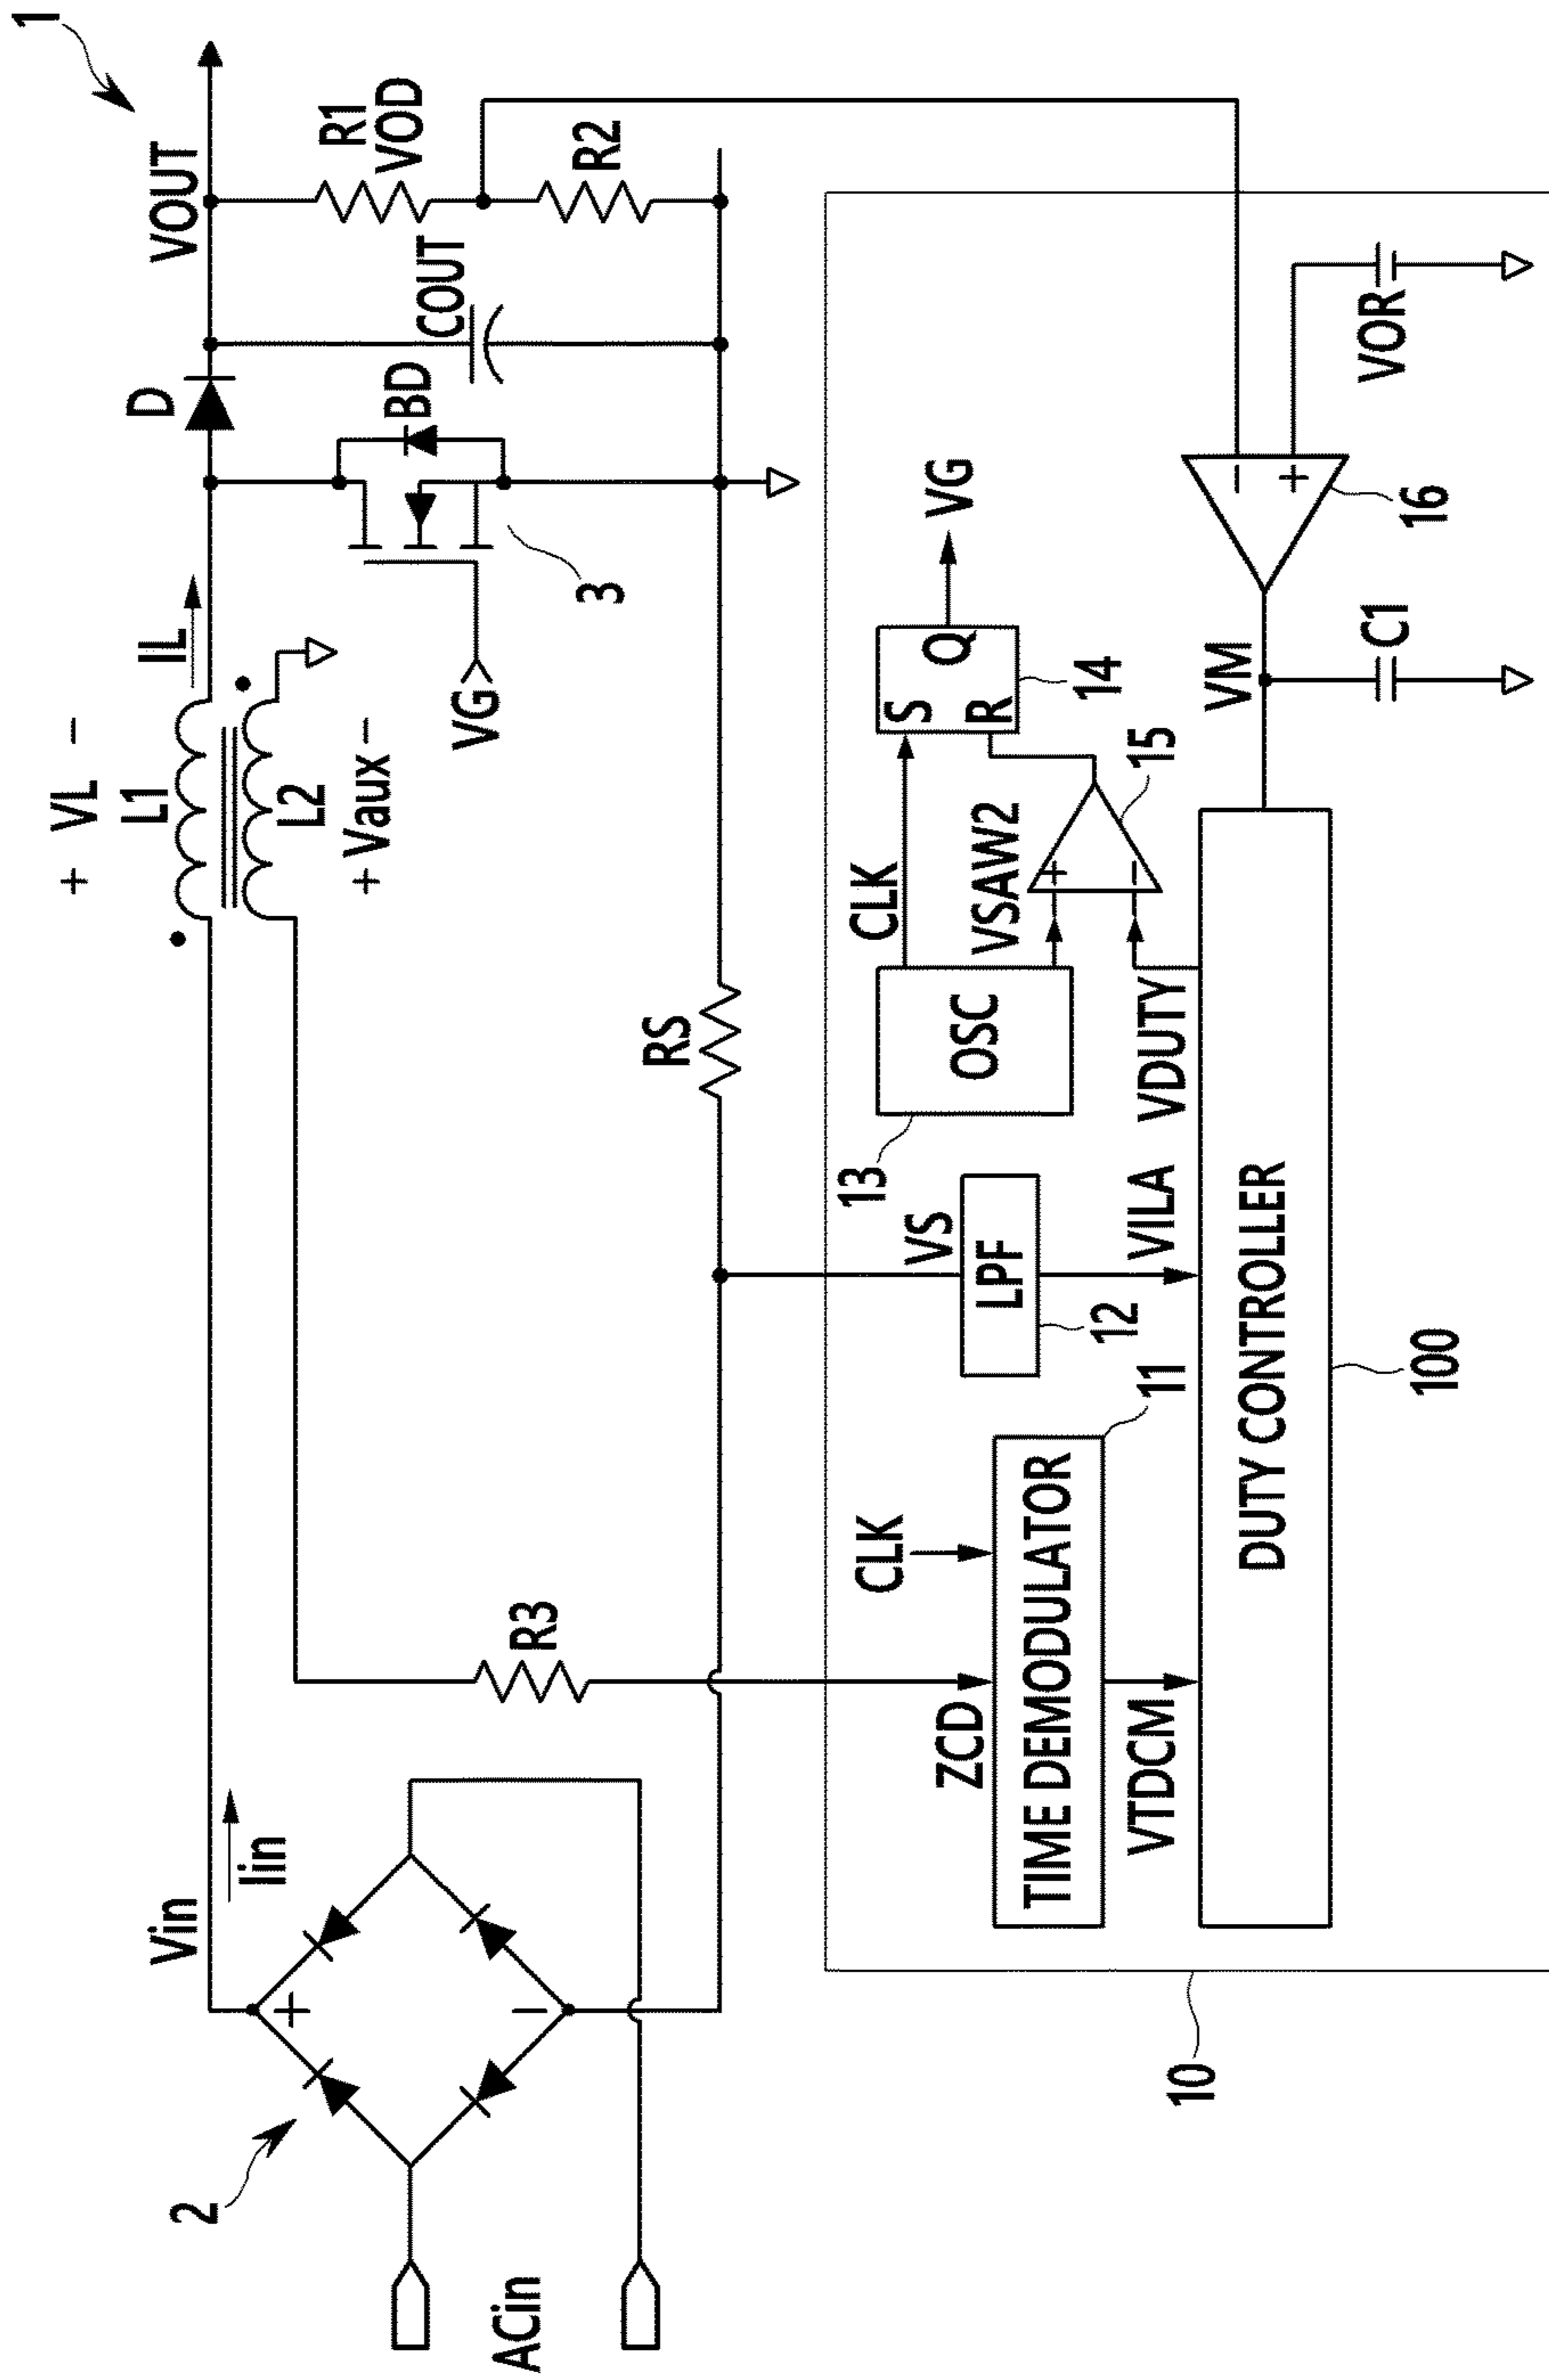 1
VOUT
R1
VOD
R2
COUT
D
BD
IL
+ VL −
L1
L2
+ Vaux −
VG
3
RS
R3
Vin
Iin
+
−
2
ACin
10
CLK
ZCD
TIME DEMODULATOR
11
VTDCM
VS
LPF
12
VILA
13
OSC
CLK
VSAW2
VDUTY
+
−
15
S
R
Q
14
VG
DUTY CONTROLLER
100
VM
C1
−
+
16
VOR